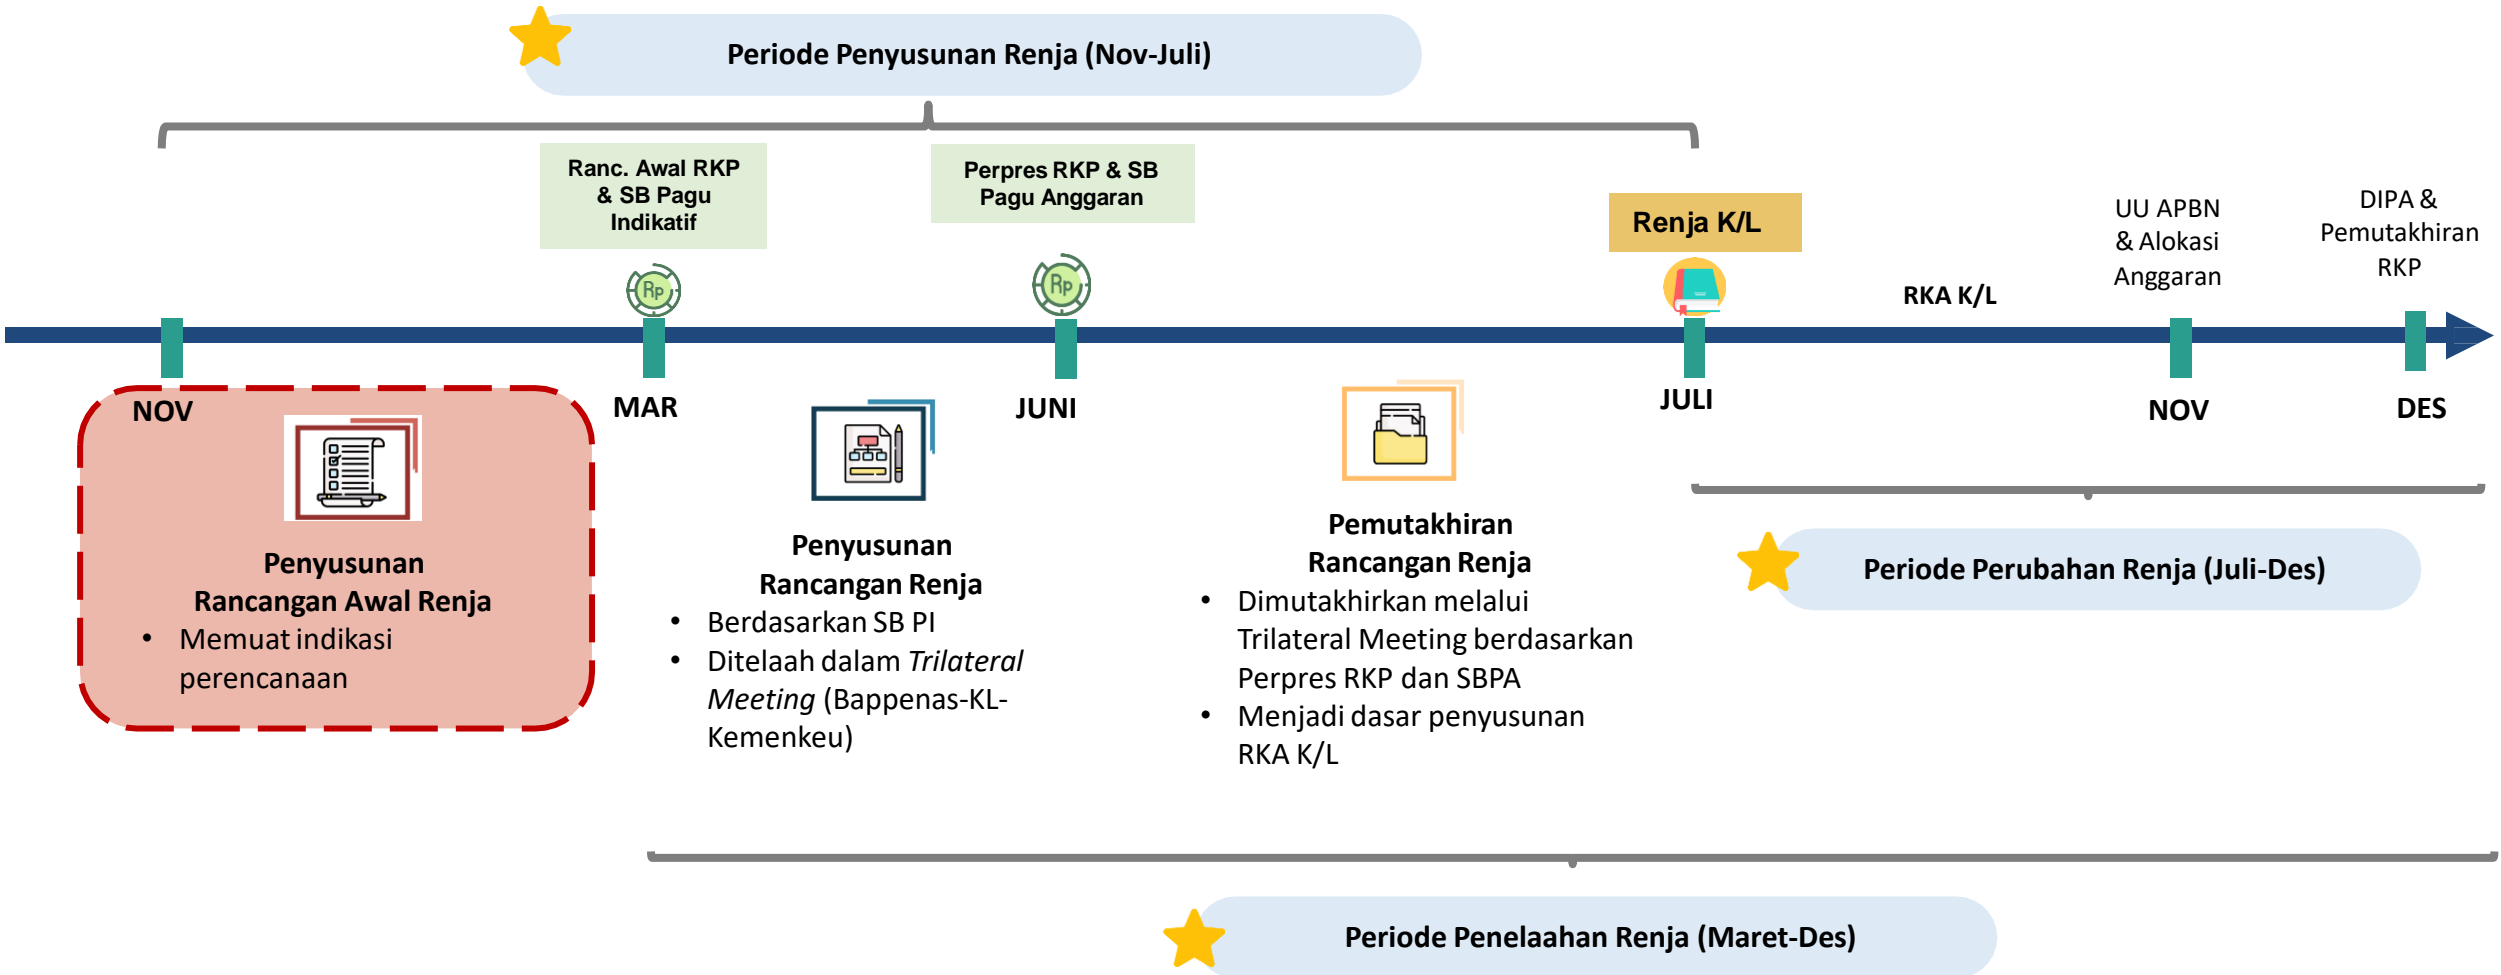 Periode Penyusunan Renja (Nov-Juli)
Ranc. Awal RKP
& SB Pagu
Indikatif
Perpres RKP & SB
Pagu Anggaran
Renja K/L
RKA K/L
UU APBN
& Alokasi
Anggaran
DIPA &
Pemutakhiran
RKP
Rp
Rp
NOV
MAR
JUNI
JULI
NOV
DES
Penyusunan
Rancangan Awal Renja
• Memuat indikasi
perencanaan
Penyusunan
Rancangan Renja
• Berdasarkan SB PI
• Ditelaah dalam Trilateral
Meeting (Bappenas-KL-
Kemenkeu)
Pemutakhiran
Rancangan Renja
• Dimutakhirkan melalui
Trilateral Meeting berdasarkan
Perpres RKP dan SBPA
• Menjadi dasar penyusunan
RKA K/L
Periode Perubahan Renja (Juli-Des)
Periode Penelaahan Renja (Maret-Des)